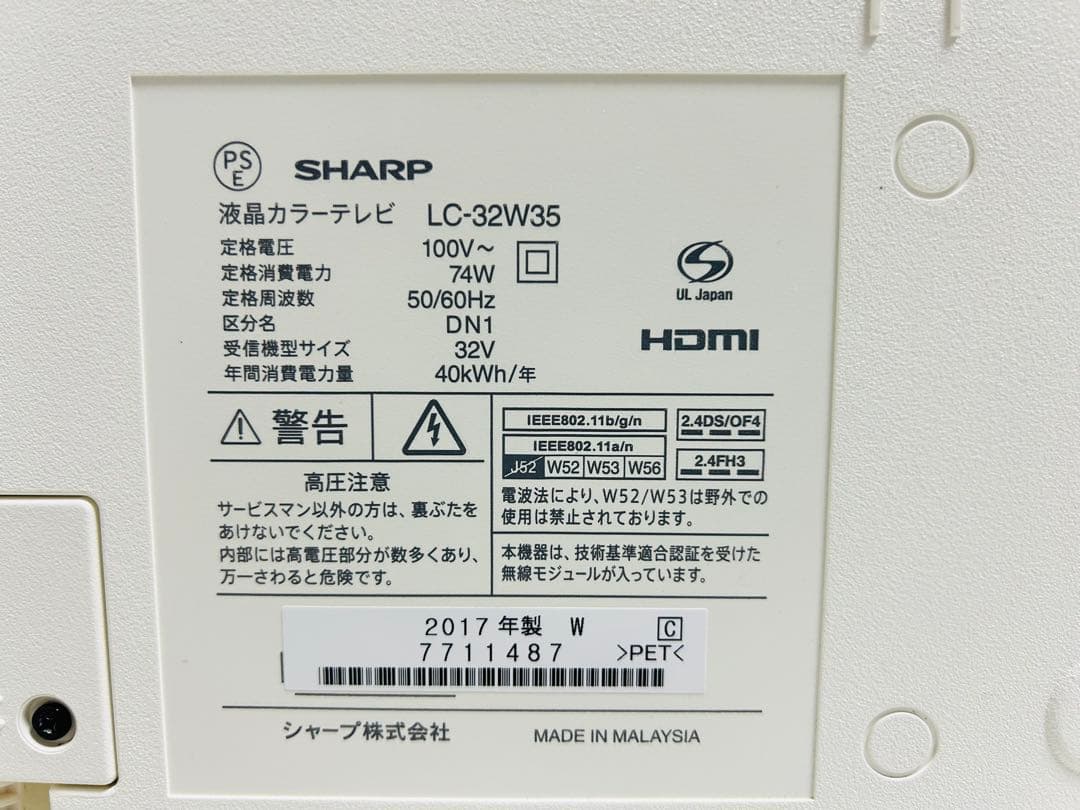 PSE
SHARP
液晶カラーテレビ LC-32W35
定格電圧 100V～
定格消費電力 74W
定格周波数 50/60Hz
区分名 DN1
受信機型サイズ 32V
年間消費電力量 40kWh/年
UL Japan
HDMI
警告
高圧注意
サービスマン以外の方は、裏ぶたを
あけないでください。
内部には高電圧部分が数多くあり、
万一さわると危険です。
IEEE802.11b/g/n
IEEE802.11a/n
J52 W52 W53 W56
2.4DS/OF4
2.4FH3
電波法により、W52/W53は野外での
使用は禁止されております。
本機器は、技術基準適合認証を受けた
無線モジュールが入っています。
2017年製 W C
7711487 >PET<
シャープ株式会社 MADE IN MALAYSIA